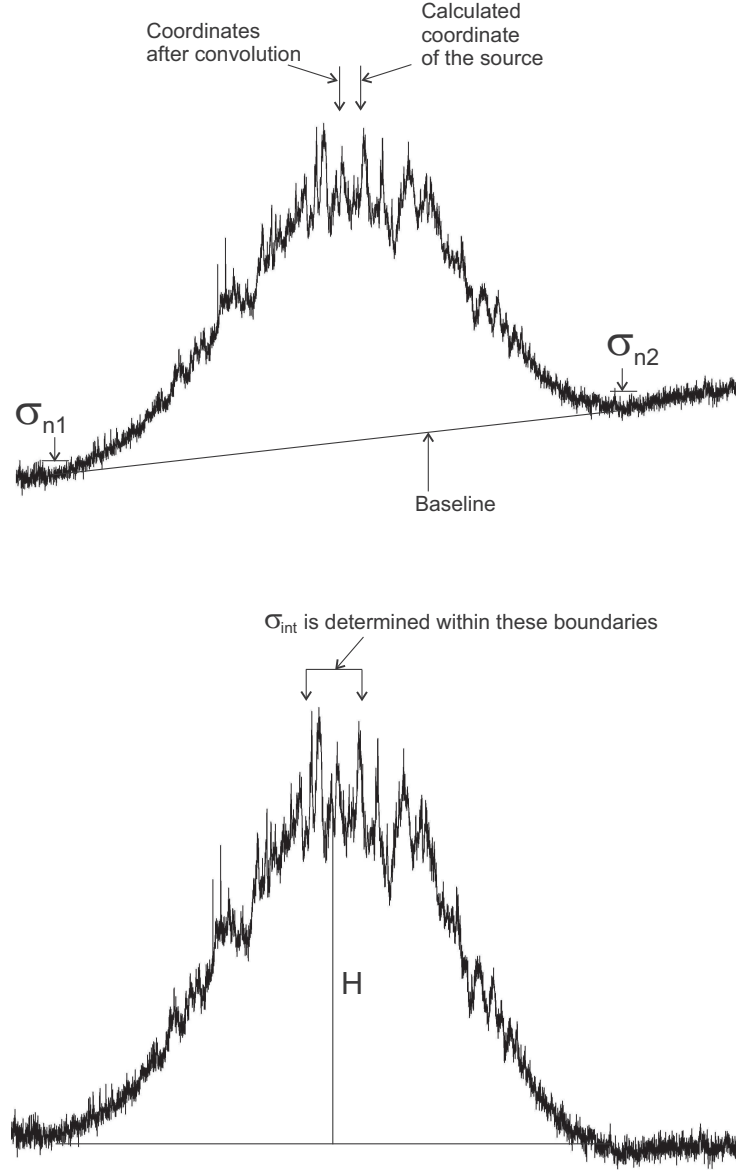 Coordinates
after convolution
Calculated
coordinate
of the source
σn1
σn2
Baseline
σint is determined within these boundaries
H